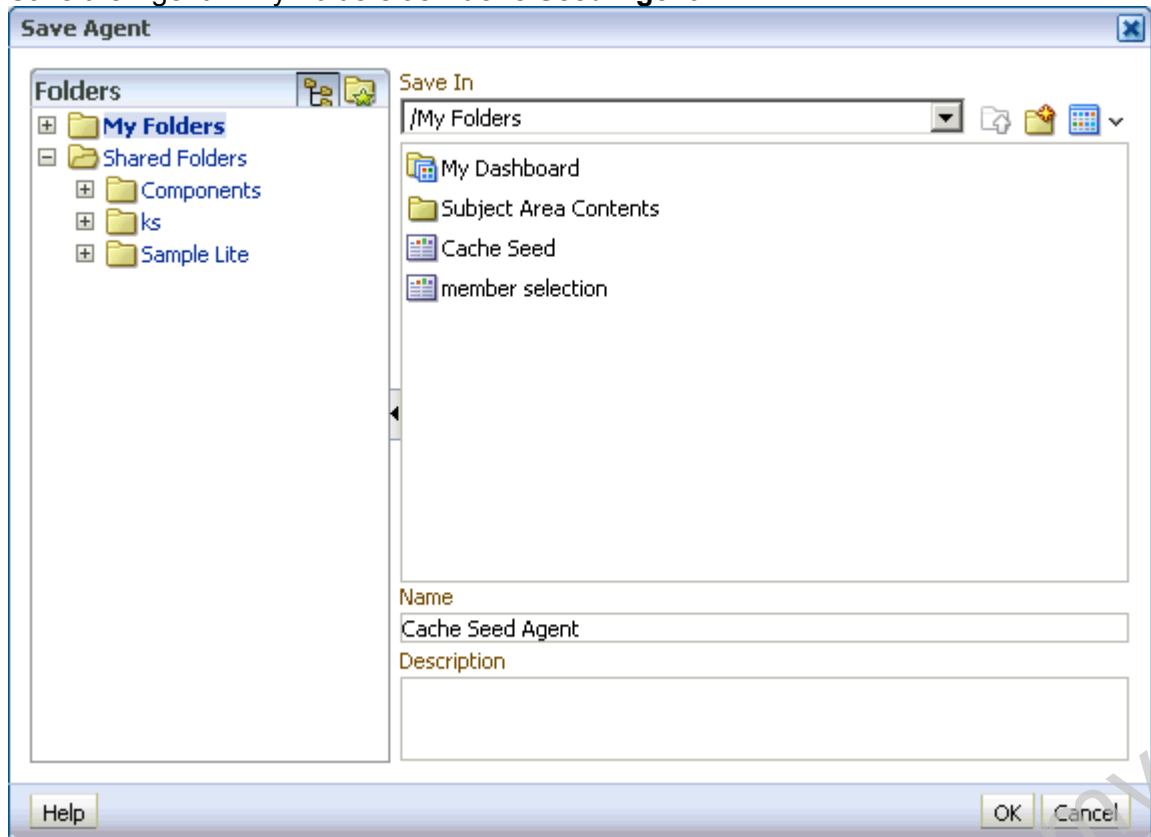 Save Agent
Folders
My Folders
Shared Folders
Components
ks
Sample Lite
Save In
/My Folders
My Dashboard
Subject Area Contents
Cache Seed
member selection
Name
Cache Seed Agent
Description
Help
OK
Cancel